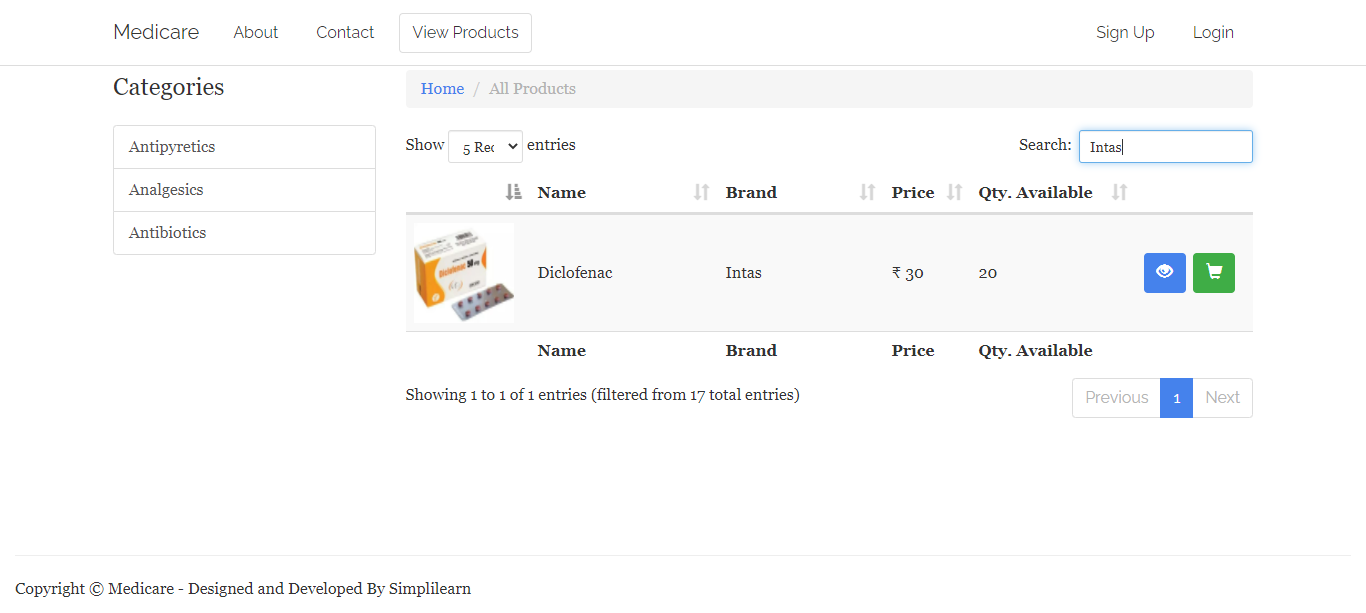 Medicare About Contact View Products Sign Up Login
Categories
Antipyretics
Analgesics
Antibiotics
Home / All Products
Show 5 Rec entries Search: Intas
Name Brand Price Qty. Available
Diclofenac 50 mg
Diclofenac Intas ₹ 30 20
Name Brand Price Qty. Available
Showing 1 to 1 of 1 entries (filtered from 17 total entries) Previous 1 Next
Copyright © Medicare - Designed and Developed By Simplilearn